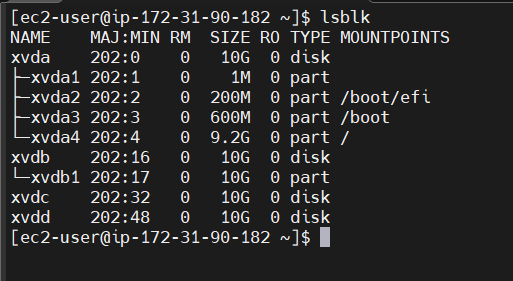 [ec2-user@ip-172-31-90-182 ~]$ lsblk
NAME    MAJ:MIN RM  SIZE RO TYPE MOUNTPOINTS
xvda    202:0    0   10G  0 disk
├─xvda1 202:1    0    1M  0 part
├─xvda2 202:2    0  200M  0 part /boot/efi
├─xvda3 202:3    0  600M  0 part /boot
└─xvda4 202:4    0  9.2G  0 part /
xvdb    202:16   0   10G  0 disk
└─xvdb1 202:17   0   10G  0 part
xvdc    202:32   0   10G  0 disk
xvdd    202:48   0   10G  0 disk
[ec2-user@ip-172-31-90-182 ~]$